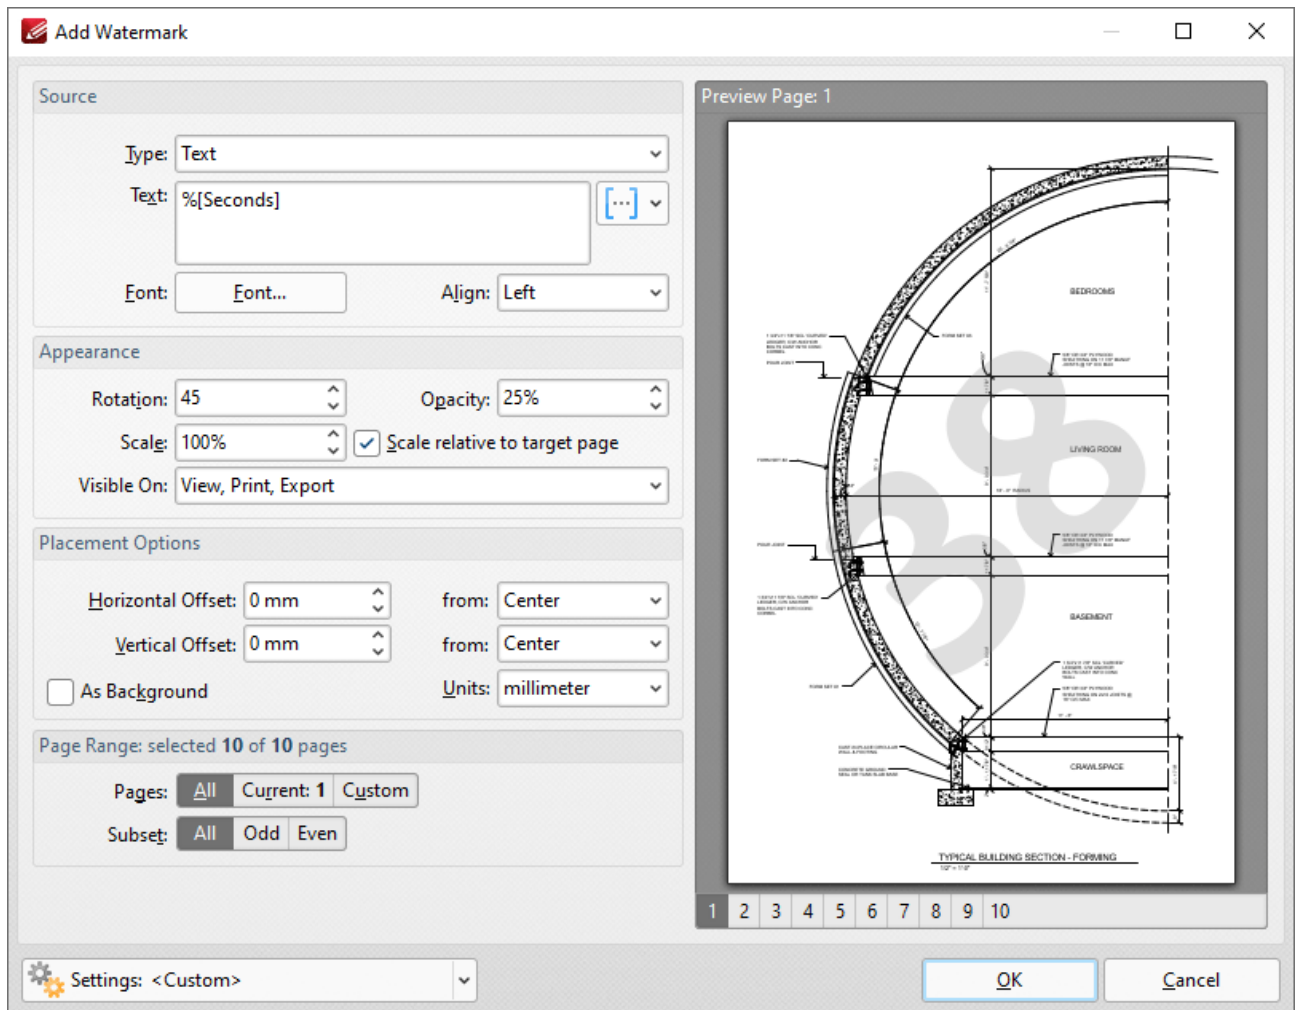 Add Watermark
Source
Type: Text
Text: %[Seconds]
Font: Font... Align: Left
Appearance
Rotation: 45 Opacity: 25%
Scale: 100% Scale relative to target page
Visible On: View, Print, Export
Placement Options
Horizontal Offset: 0 mm from: Center
Vertical Offset: 0 mm from: Center
As Background Units: millimeter
Page Range: selected 10 of 10 pages
Pages: All Current: 1 Custom
Subset: All Odd Even
Preview Page: 1
BEDROOMS
LIVING ROOM
38
BASEMENT
CRAWLSPACE
TYPICAL BUILDING SECTION - FORMING
1 2 3 4 5 6 7 8 9 10
Settings: <Custom>
OK Cancel